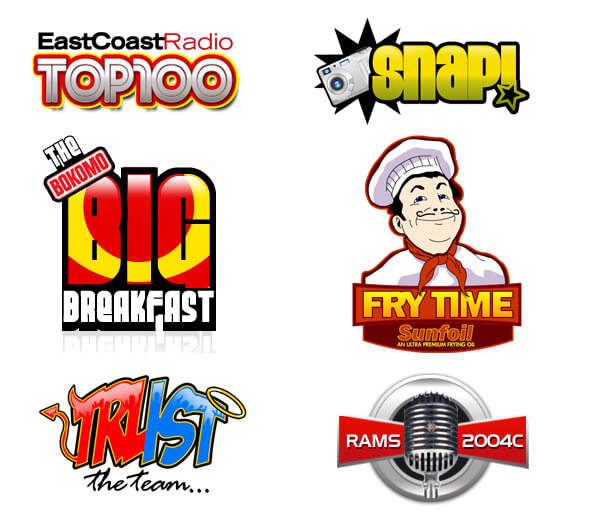 EastCoastRadio
TOP100
SNAP!
THE
BOKOMO
BIG
BREAKFAST
FRY TIME
Sunfoil
AN ULTRA PREMIUM FRYING OIL
TRUST
the team...
RAMS 2004C